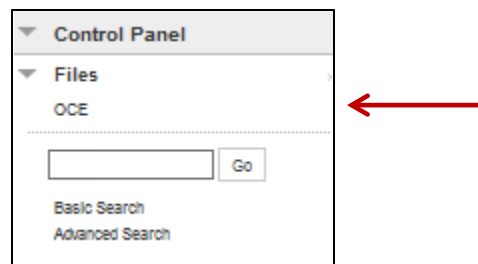 Control Panel
Files
OCE
Go
Basic Search
Advanced Search